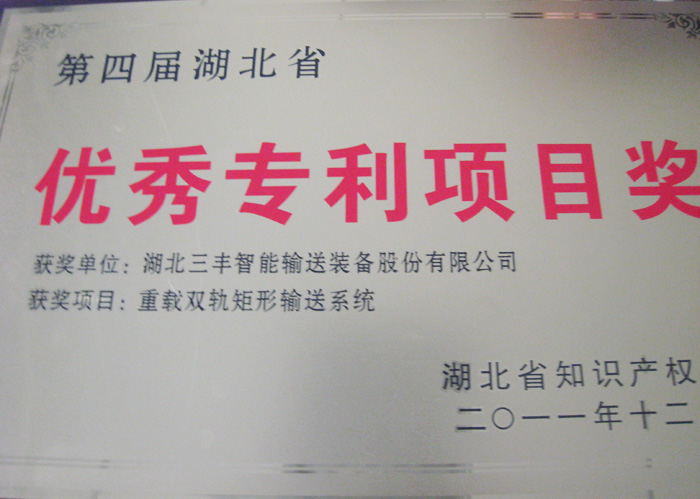 第四届湖北省
优秀专利项目奖
获奖单位：湖北三丰智能输送装备股份有限公司
获奖项目：重载双轨矩形输送系统
湖北省知识产权
二〇一一年十二